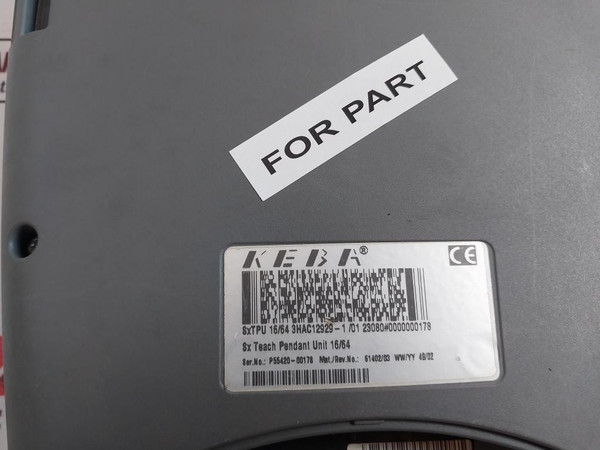 FOR PART
KEBA®
CE
SxTPU 16/64 3HAC12929-1 /01 23080#0000000178
Sx Teach Pendant Unit 16/64
Ser.No.: P55420-00178 Mat./Rev.No.: 61402/03 WW/YY 49/02